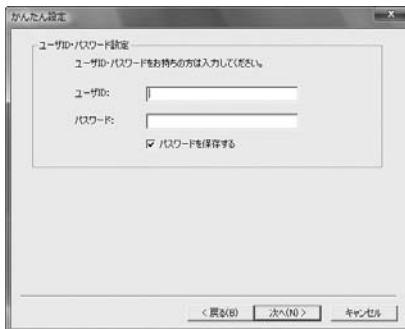 かんたん設定
ユーザID・パスワード設定
ユーザID・パスワードをお持ちの方は入力してください。
ユーザID:
パスワード:
パスワードを保存する
< 戻る(B) 次へ(N) > キャンセル